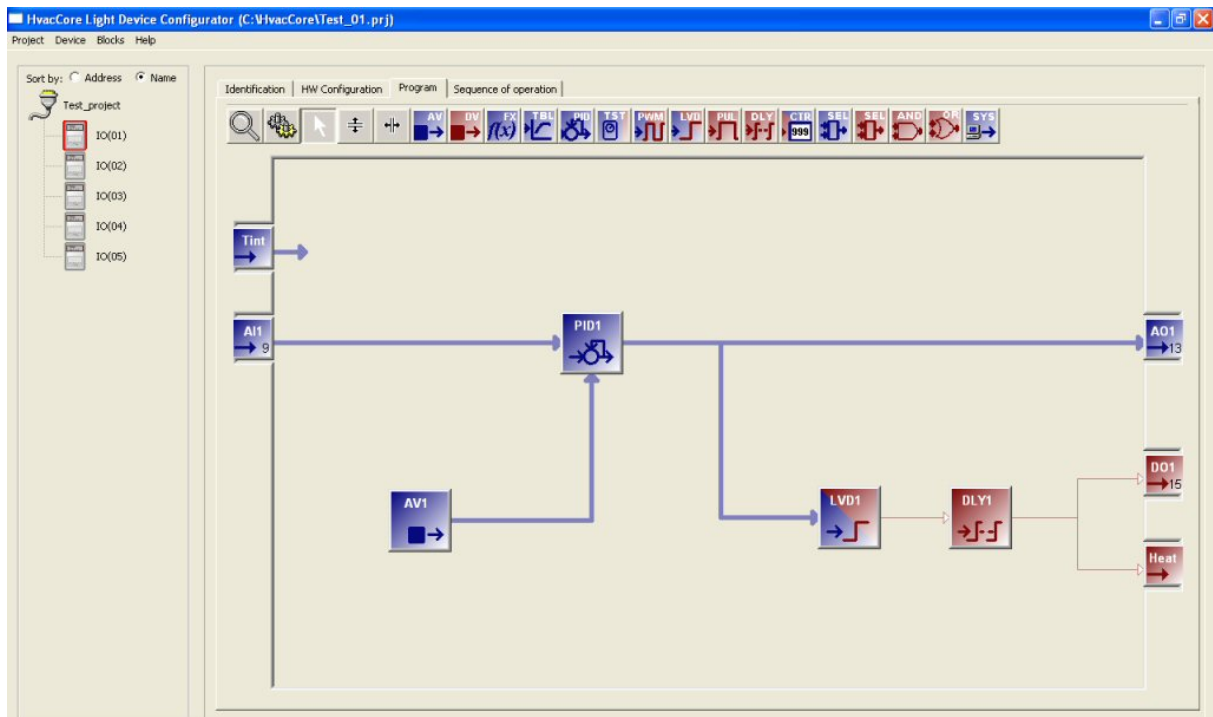 HvacCore Light Device Configurator (C:\HvacCore\Test_01.prj)
Project Device Blocks Help
Sort by: Address Name
Test_project
IO(01)
IO(02)
IO(03)
IO(04)
IO(05)
Identification HW Configuration Program Sequence of operation
AV DV FX f(x) TBL PID TST PWM LVD PUL DLY CTR 999 SEL SEL AND OR SYS
Tint
AI1
9
PID1
AO1
13
AV1
LVD1
DLY1
DO1
15
Heat